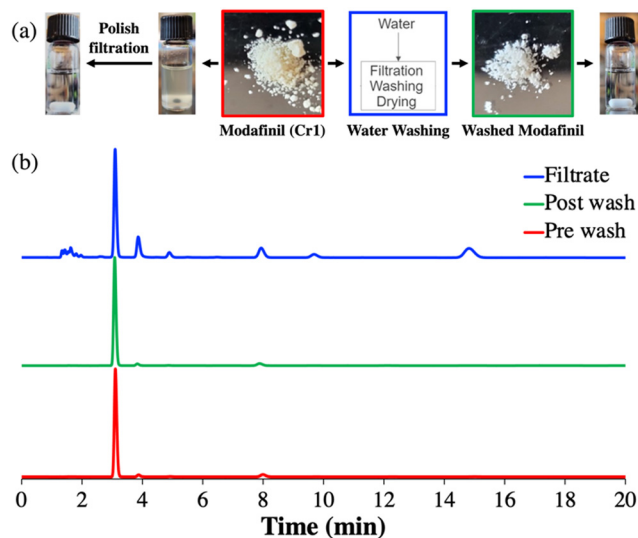 (a)
Polish
filtration
Modafinil (Cr1)
Water
Filtration
Washing
Drying
Water Washing
Washed Modafinil
(b)
Filtrate
Post wash
Pre wash
0 2 4 6 8 10 12 14 16 18 20
Time (min)